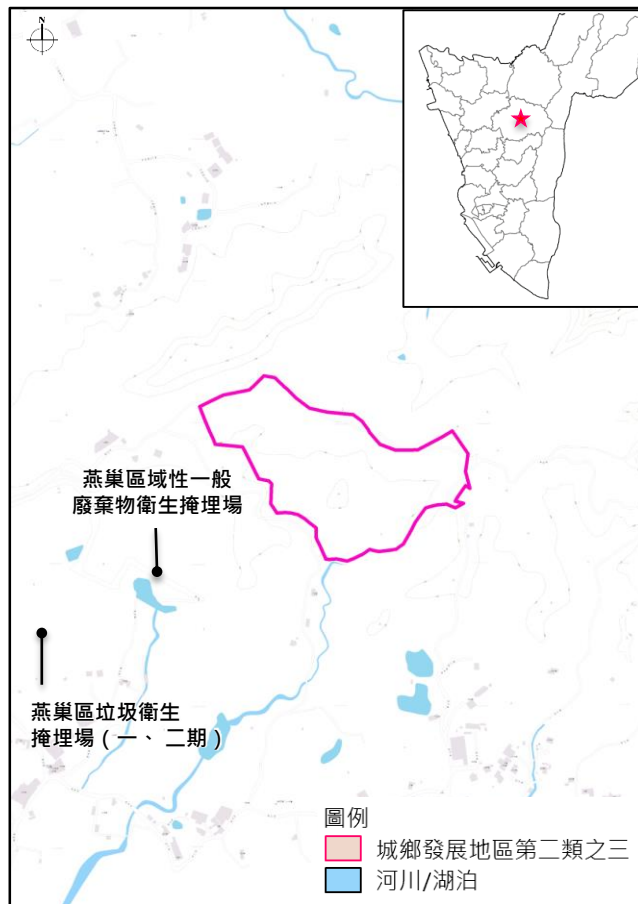 N
燕巢區域性一般
廢棄物衛生掩埋場
燕巢區垃圾衛生
掩埋場（一、二期）
圖例
城鄉發展地區第二類之三
河川/湖泊